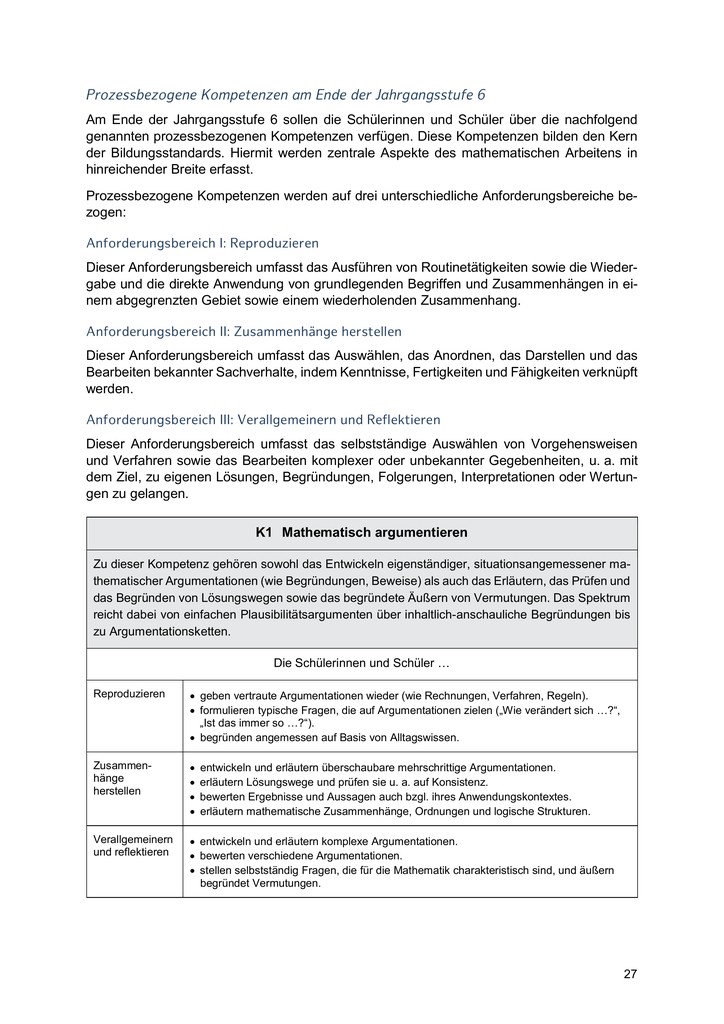 Prozessbezogene Kompetenzen am Ende der Jahrgangsstufe 6
Am Ende der Jahrgangsstufe 6 sollen die Schülerinnen und Schüler über die nachfolgend
genannten prozessbezogenen Kompetenzen verfügen. Diese Kompetenzen bilden den Kern
der Bildungsstandards. Hiermit werden zentrale Aspekte des mathematischen Arbeitens in
hinreichender Breite erfasst.
Prozessbezogene Kompetenzen werden auf drei unterschiedliche Anforderungsbereiche be-
zogen:
Anforderungsbereich I: Reproduzieren
Dieser Anforderungsbereich umfasst das Ausführen von Routinetätigkeiten sowie die Wieder-
gabe und die direkte Anwendung von grundlegenden Begriffen und Zusammenhängen in ei-
nem abgegrenzten Gebiet sowie einem wiederholenden Zusammenhang.
Anforderungsbereich II: Zusammenhänge herstellen
Dieser Anforderungsbereich umfasst das Auswählen, das Anordnen, das Darstellen und das
Bearbeiten bekannter Sachverhalte, indem Kenntnisse, Fertigkeiten und Fähigkeiten verknüpft
werden.
Anforderungsbereich III: Verallgemeinern und Reflektieren
Dieser Anforderungsbereich umfasst das selbstständige Auswählen von Vorgehensweisen
und Verfahren sowie das Bearbeiten komplexer oder unbekannter Gegebenheiten, u. a. mit
dem Ziel, zu eigenen Lösungen, Begründungen, Folgerungen, Interpretationen oder Wertun-
gen zu gelangen.
K1 Mathematisch argumentieren
Zu dieser Kompetenz gehören sowohl das Entwickeln eigenständiger, situationsangemessener ma-
thematischer Argumentationen (wie Begründungen, Beweise) als auch das Erläutern, das Prüfen und
das Begründen von Lösungswegen sowie das begründete Äußern von Vermutungen. Das Spektrum
reicht dabei von einfachen Plausibilitätsargumenten über inhaltlich-anschauliche Begründungen bis
zu Argumentationsketten.
Die Schülerinnen und Schüler …
Reproduzieren
• geben vertraute Argumentationen wieder (wie Rechnungen, Verfahren, Regeln).
• formulieren typische Fragen, die auf Argumentationen zielen („Wie verändert sich …?“,
„Ist das immer so …?“).
• begründen angemessen auf Basis von Alltagswissen.
Zusammen-
hänge
herstellen
• entwickeln und erläutern überschaubare mehrschrittige Argumentationen.
• erläutern Lösungswege und prüfen sie u. a. auf Konsistenz.
• bewerten Ergebnisse und Aussagen auch bzgl. ihres Anwendungskontextes.
• erläutern mathematische Zusammenhänge, Ordnungen und logische Strukturen.
Verallgemeinern
und reflektieren
• entwickeln und erläutern komplexe Argumentationen.
• bewerten verschiedene Argumentationen.
• stellen selbstständig Fragen, die für die Mathematik charakteristisch sind, und äußern
begründet Vermutungen.
27